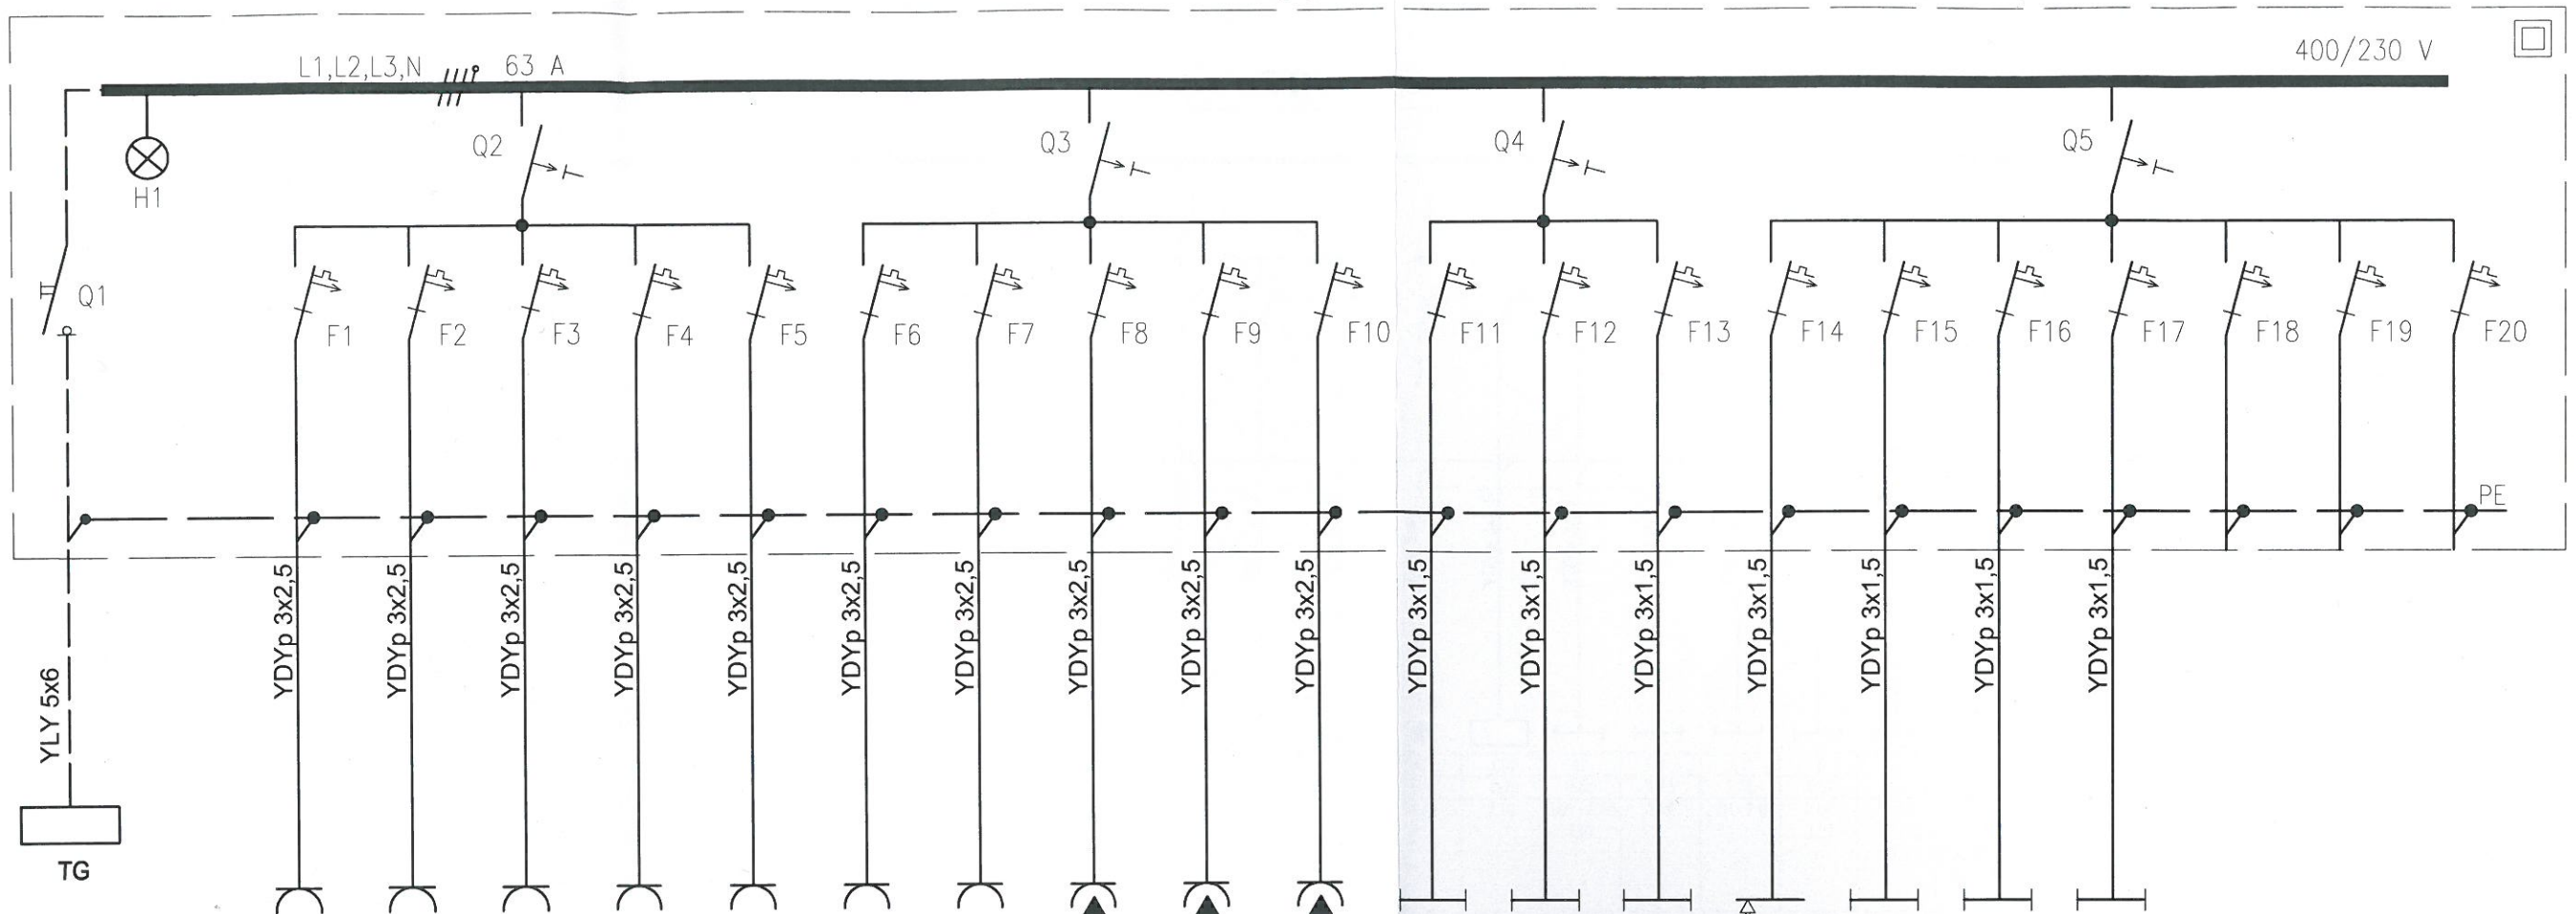 L1,L2,L3,N 63 A 400/230 V
H1
Q2 Q3 Q4 Q5
Q1
F1 F2 F3 F4 F5 F6 F7 F8 F9 F10 F11 F12 F13 F14 F15 F16 F17 F18 F19 F20
PE
YLY 5x6
YDYp 3x2,5
YDYp 3x2,5
YDYp 3x2,5
YDYp 3x2,5
YDYp 3x2,5
YDYp 3x2,5
YDYp 3x2,5
YDYp 3x2,5
YDYp 3x2,5
YDYp 3x2,5
YDYp 3x1,5
YDYp 3x1,5
YDYp 3x1,5
YDYp 3x1,5
YDYp 3x1,5
YDYp 3x1,5
YDYp 3x1,5
TG